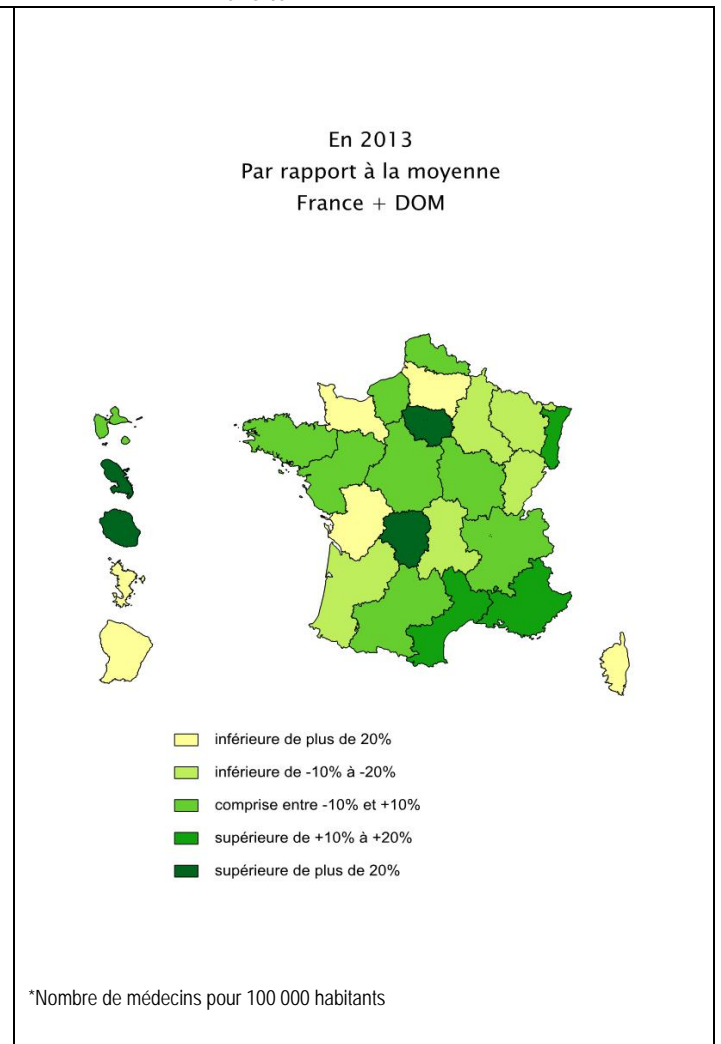 En 2013
Par rapport à la moyenne
France + DOM
inférieure de plus de 20%
inférieure de -10% à -20%
comprise entre -10% et +10%
supérieure de +10% à +20%
supérieure de plus de 20%
*Nombre de médecins pour 100 000 habitants